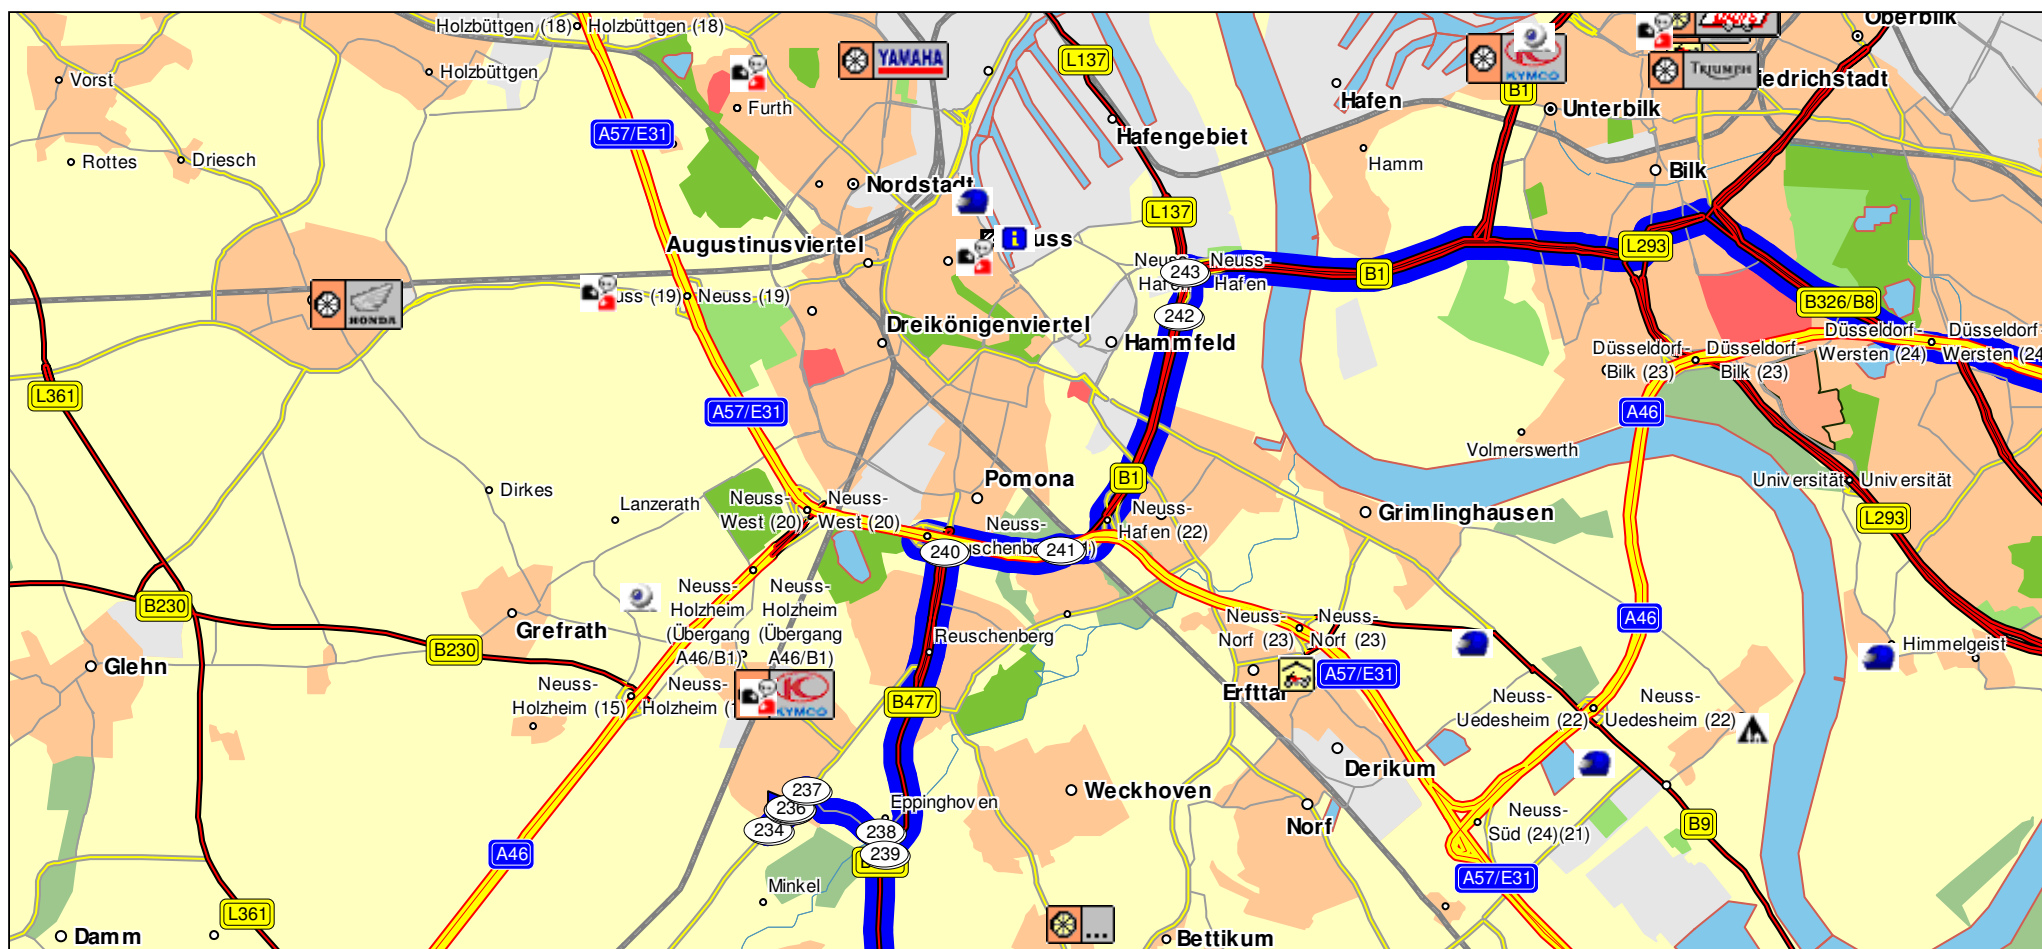 Holzbüttgen (18)
Holzbüttgen (18)
Oberbilk
L137
YAMAHA
Holzbüttgen
Vorst
KYMCO
TRIUMPH
iedrichstadt
B1
Hafen
Unterbilk
Furth
A57/E31
Hafengebiet
Hamm
Rottes
Driesch
Bilk
Nordstadt
L137
uss
Augustinusviertel
L293
Neuss-
Hafen
243
Neuss-
Hafen
B1
HONDA
uss (19)
Neuss (19)
B326/B8
242
Dreikönigenviertel
Hammfeld
Düsseldorf-
Wersten (24)
Düsseldorf-
Wersten (24
Düsseldorf-
Bilk (23)
Düsseldorf-
Bilk (23)
L361
A57/E31
A46
Volmerswerth
Pomona
B1
Universität
Universität
Dirkes
Lanzerath
Neuss-
West (20)
Neuss-
West (20)
Neuss-
Hafen (22)
Grimlinghausen
L293
Neuss-
uschenbe
240
241
Neuss-
Holzheim
(Übergang
A46/B1)
Neuss-
Holzheim
(Übergang
A46/B1)
B230
Grefrath
B230
Glehn
Reuschenberg
Neuss-
Norf (23)
Neuss-
Norf (23)
A46
Himmelgeist
A57/E31
Erfttal
Neuss-
Holzheim (15)
Neuss-
Holzheim (1
KYMCO
B477
Neuss-
Uedesheim (22)
Neuss-
Uedesheim (22)
Derikum
Weckhoven
237
236
234
Eppinghoven
238
239
Norf
Neuss-
Süd (24)(21)
B9
A46
A57/E31
Minkel
L361
...
Damm
Bettikum